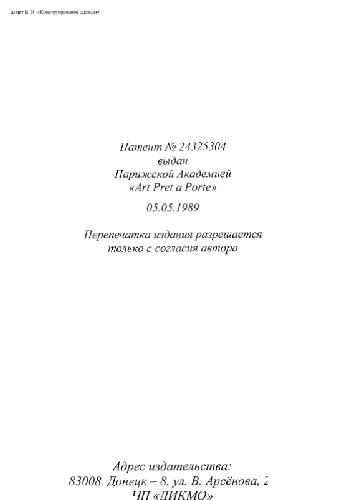 В. И. «Конструирование одежды»
Патент № 24325304
выдан
Парижской Академией
«Art Pret a Porte»
05.05.1989
Перепечатка издания разрешается
только с согласия автора
Адрес издательства:
83008. Донецк – 8. ул. В. Арсёнова, 2
ЧП «ДИКМО»